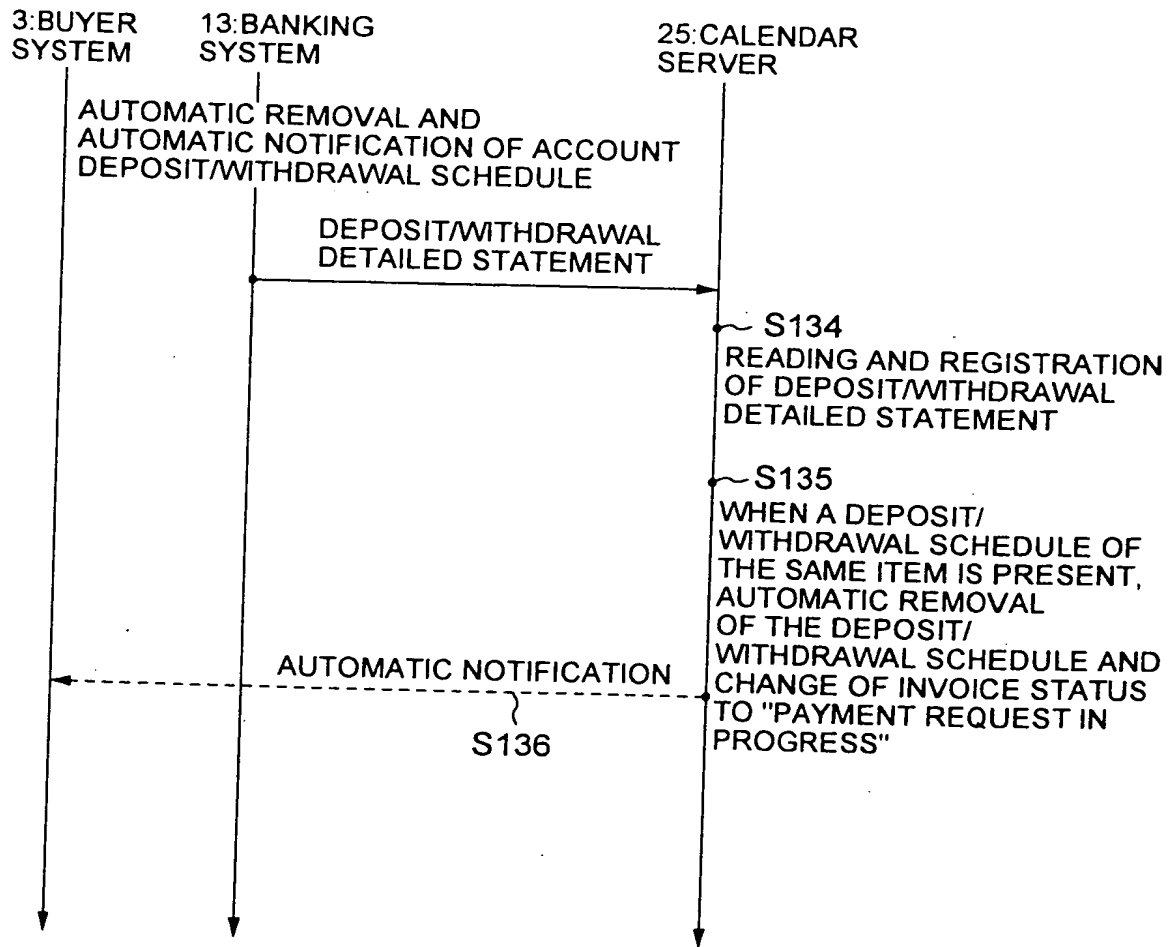 3:BUYER
SYSTEM
13:BANKING
SYSTEM
25:CALENDAR
SERVER
AUTOMATIC REMOVAL AND
AUTOMATIC NOTIFICATION OF ACCOUNT
DEPOSIT/WITHDRAWAL SCHEDULE
DEPOSIT/WITHDRAWAL
DETAILED STATEMENT
S134
READING AND REGISTRATION
OF DEPOSIT/WITHDRAWAL
DETAILED STATEMENT
S135
WHEN A DEPOSIT/
WITHDRAWAL SCHEDULE OF
THE SAME ITEM IS PRESENT,
AUTOMATIC REMOVAL
OF THE DEPOSIT/
WITHDRAWAL SCHEDULE AND
CHANGE OF INVOICE STATUS
TO "PAYMENT REQUEST IN
PROGRESS"
AUTOMATIC NOTIFICATION
S136